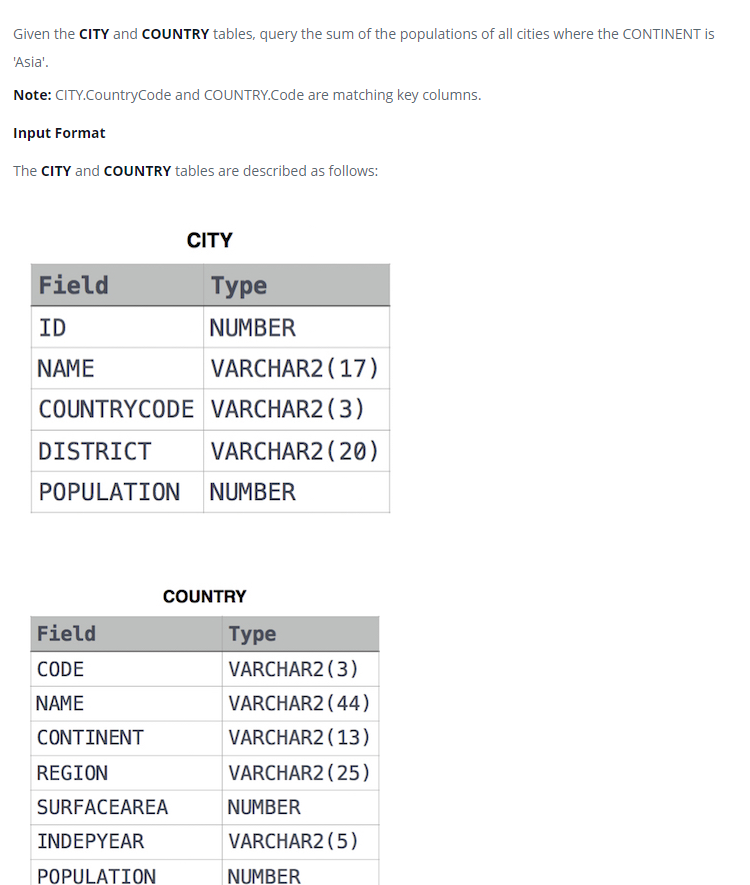 Given the CITY and COUNTRY tables, query the sum of the populations of all cities where the CONTINENT is
'Asia'.
Note: CITY.CountryCode and COUNTRY.Code are matching key columns.
Input Format
The CITY and COUNTRY tables are described as follows:
CITY
Field Type
ID NUMBER
NAME VARCHAR2(17)
COUNTRYCODE VARCHAR2(3)
DISTRICT VARCHAR2(20)
POPULATION NUMBER
COUNTRY
Field Type
CODE VARCHAR2(3)
NAME VARCHAR2(44)
CONTINENT VARCHAR2(13)
REGION VARCHAR2(25)
SURFACEAREA NUMBER
INDEPYEAR VARCHAR2(5)
POPULATION NUMBER